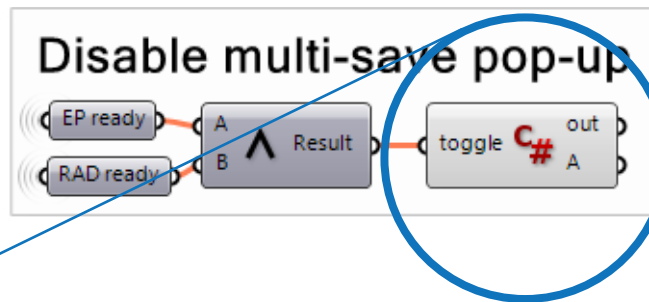 Disable multi-save pop-up
EP ready
RAD ready
A
B
Result
toggle
C#
out
A